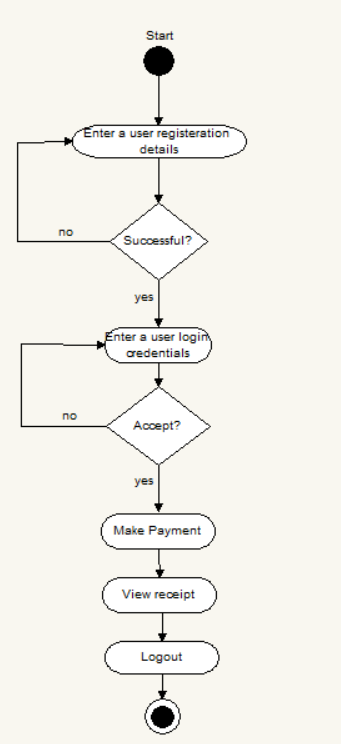 Start
Enter a user registeration
details
Successful?
no
yes
Enter a user login
credentials
no
Accept?
yes
Make Payment
View receipt
Logout